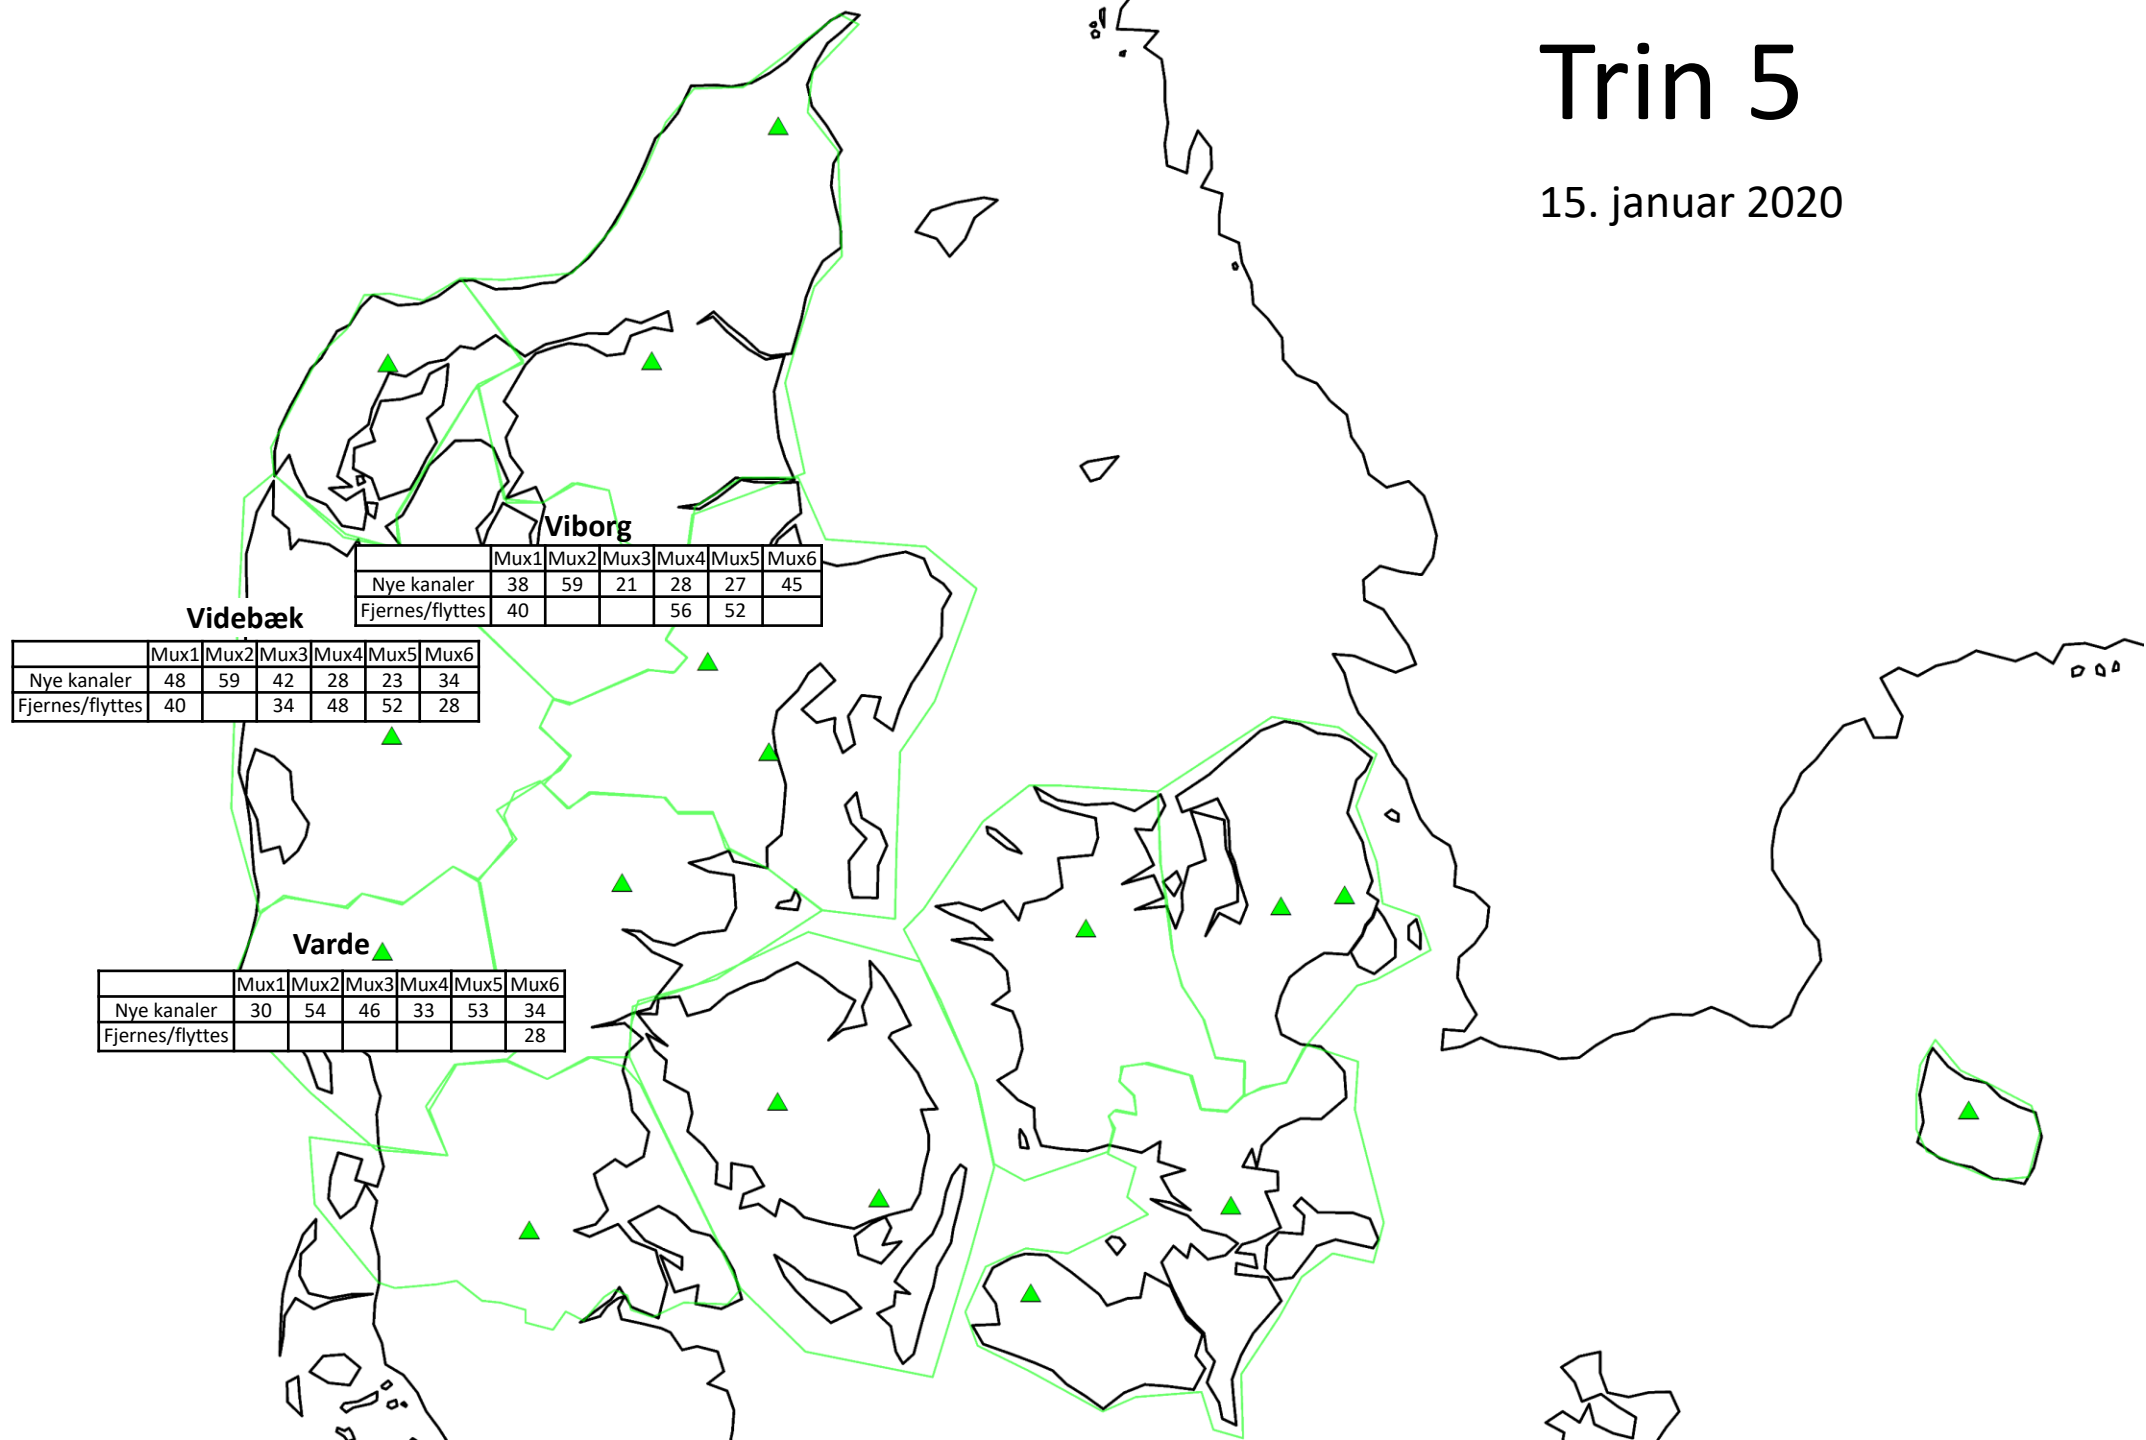 Trin 5
15. januar 2020
Viborg
Mux1 Mux2 Mux3 Mux4 Mux5 Mux6
Nye kanaler 38 59 21 28 27 45
Fjernes/flyttes 40 56 52
Videbæk
Mux1 Mux2 Mux3 Mux4 Mux5 Mux6
Nye kanaler 48 59 42 28 23 34
Fjernes/flyttes 40 34 48 52 28
Varde
Mux1 Mux2 Mux3 Mux4 Mux5 Mux6
Nye kanaler 30 54 46 33 53 34
Fjernes/flyttes 28